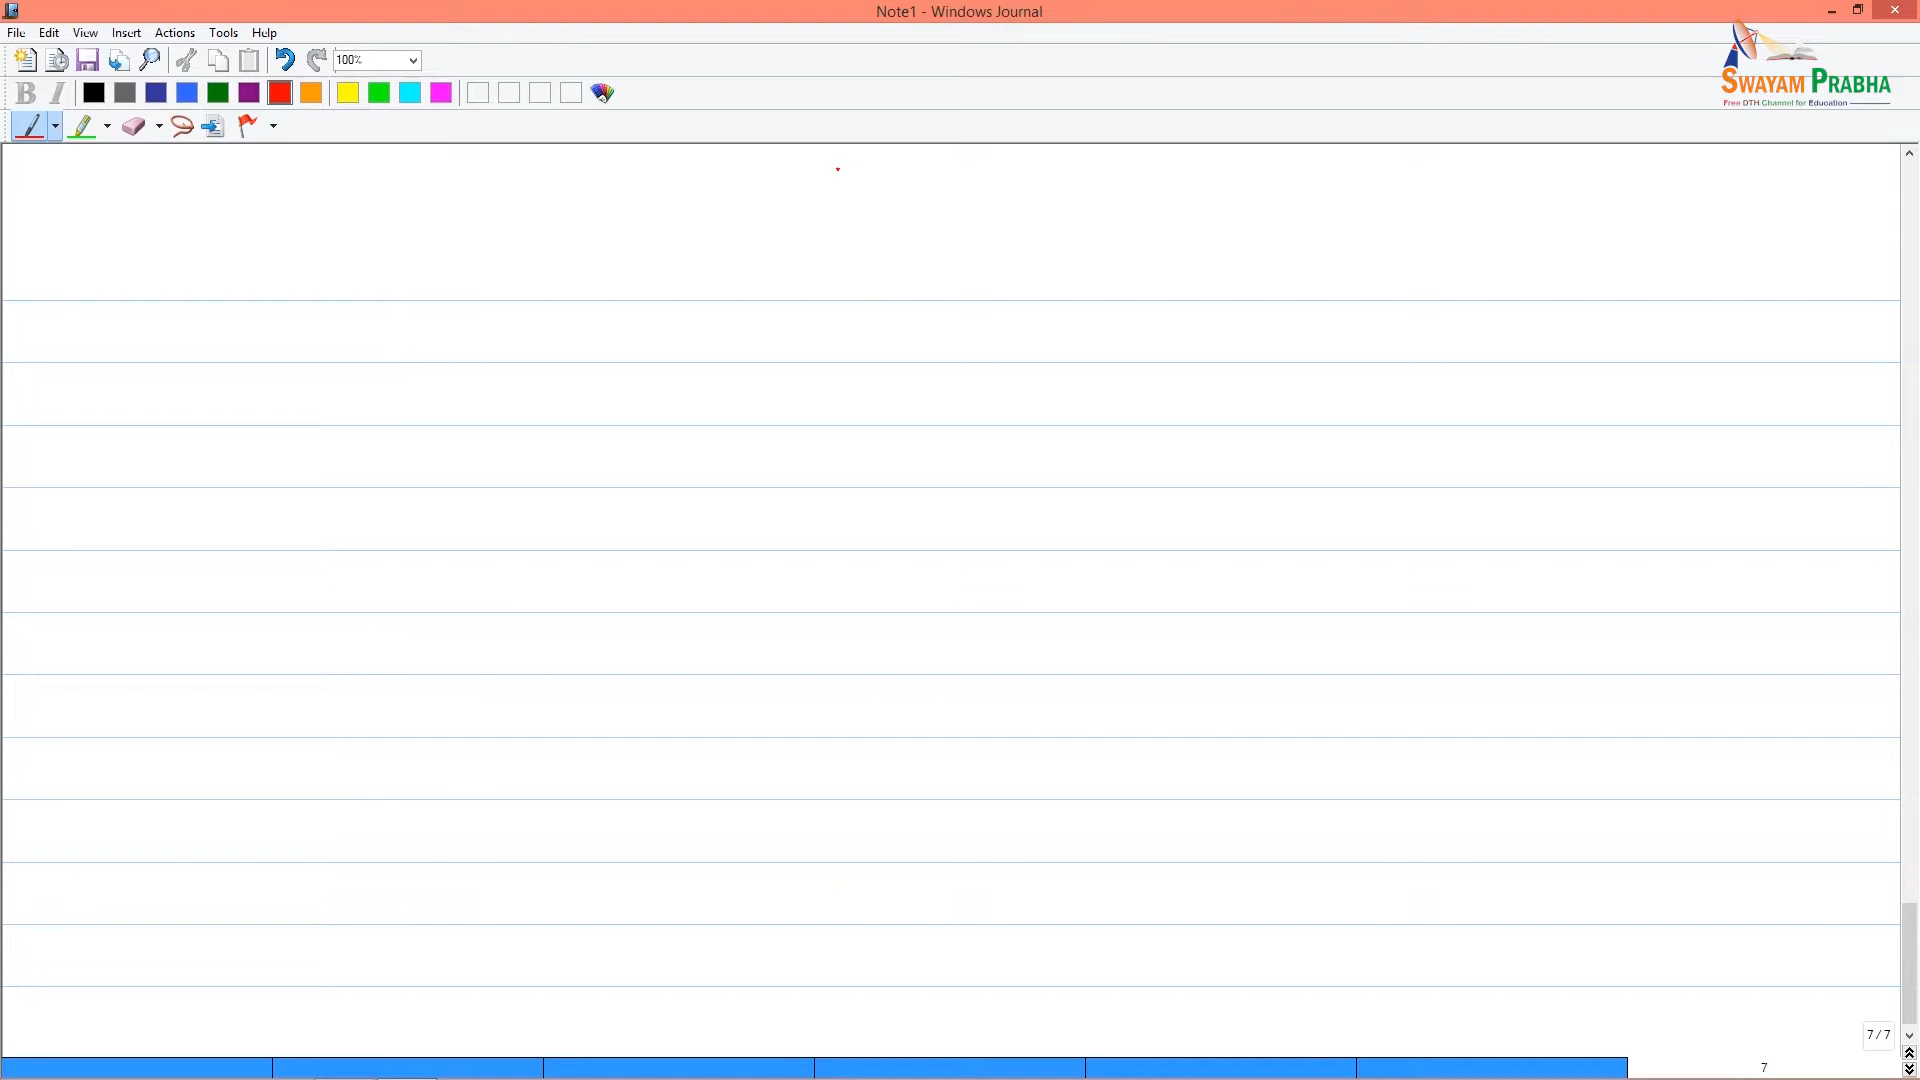 Note1 - Windows Journal
File Edit View Insert Actions Tools Help
100%
B I
SWAYAM PRABHA
Free DTH Channel for Education
7 / 7
7